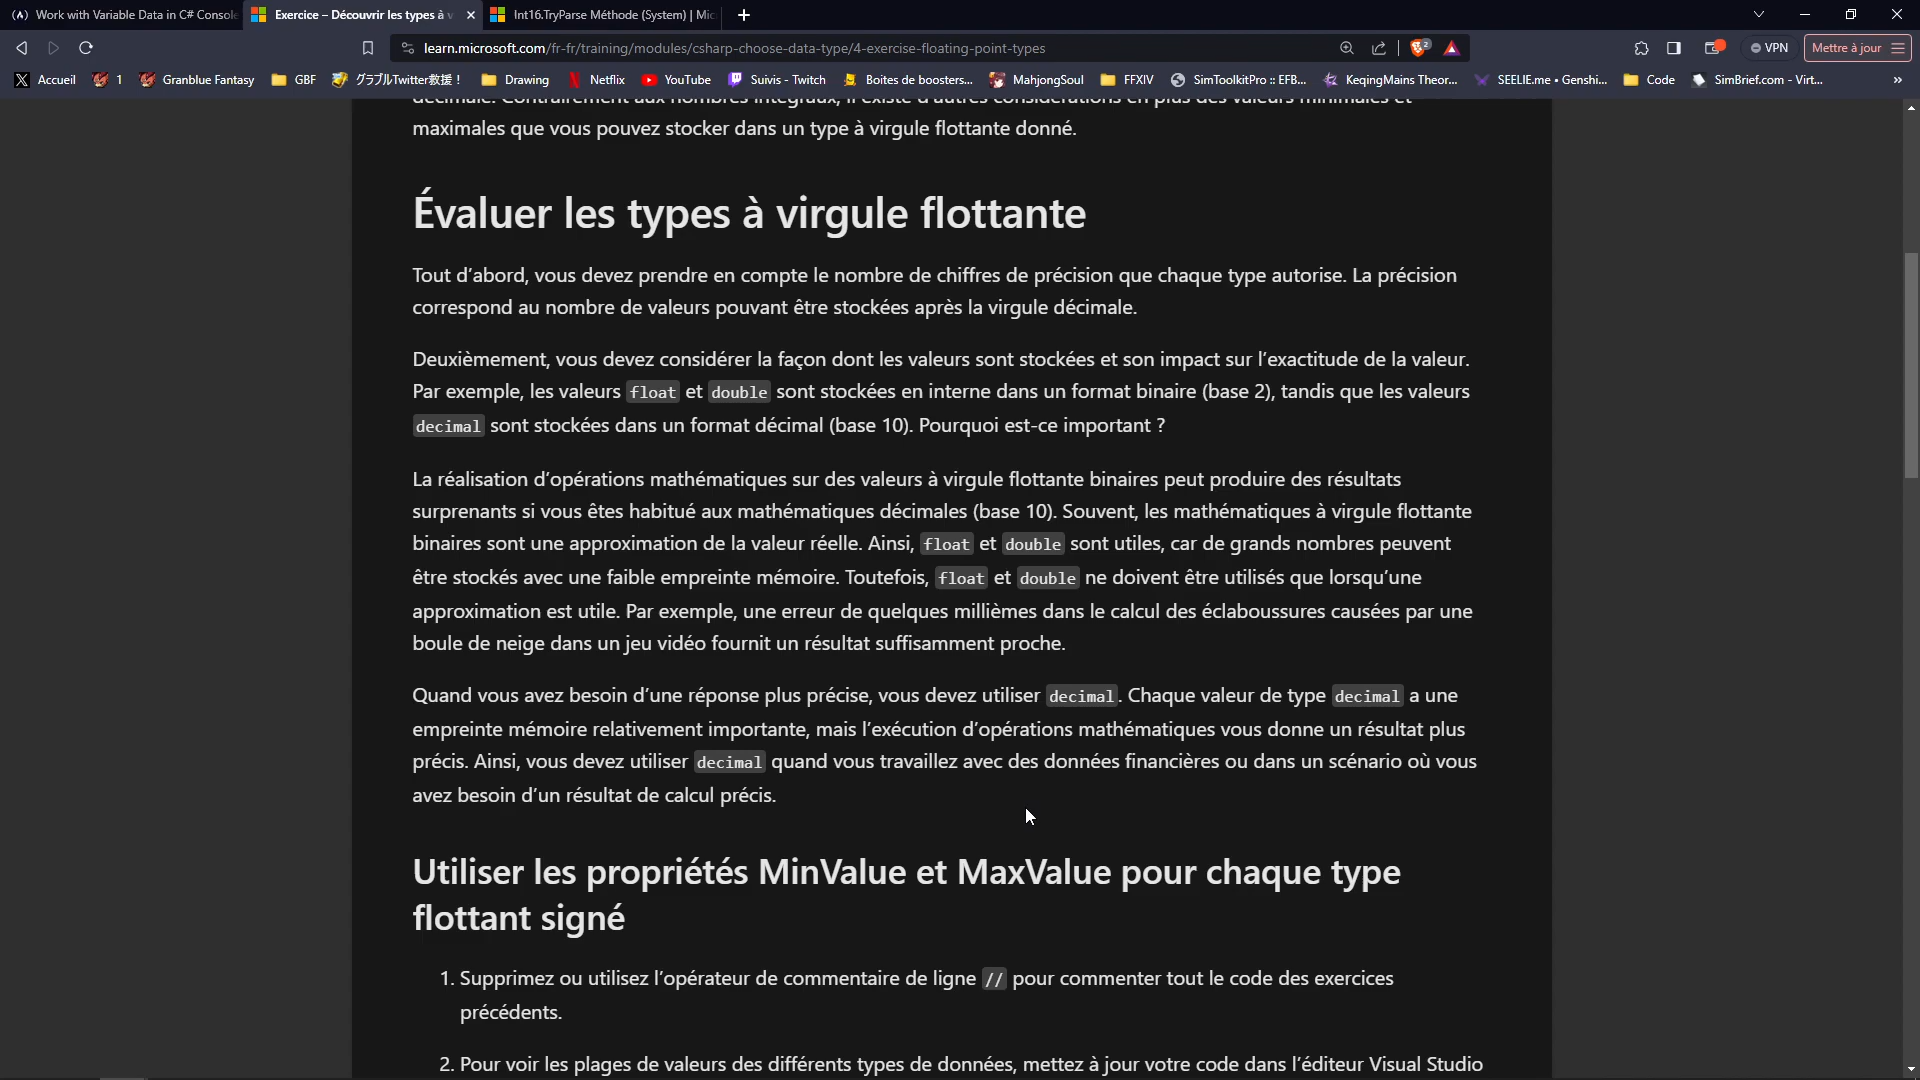 Work with Variable Data in C# Console
Exercice – Découvrir les types à v
Int16.TryParse Méthode (System) | Mic
learn.microsoft.com/fr-fr/training/modules/csharp-choose-data-type/4-exercise-floating-point-types
2
VPN
Mettre à jour
Accueil
1
Granblue Fantasy
GBF
グラブルTwitter救援！
Drawing
Netflix
YouTube
Suivis - Twitch
Boites de boosters...
MahjongSoul
FFXIV
SimToolkitPro :: EFB...
KeqingMains Theor...
SEELIE.me • Genshi...
Code
SimBrief.com - Virt...
»
décimale. Contrairement aux nombres intégraux, il existe d'autres considérations en plus des valeurs minimales et
maximales que vous pouvez stocker dans un type à virgule flottante donné.
Évaluer les types à virgule flottante
Tout d’abord, vous devez prendre en compte le nombre de chiffres de précision que chaque type autorise. La précision
correspond au nombre de valeurs pouvant être stockées après la virgule décimale.
Deuxièmement, vous devez considérer la façon dont les valeurs sont stockées et son impact sur l’exactitude de la valeur.
Par exemple, les valeurs float et double sont stockées en interne dans un format binaire (base 2), tandis que les valeurs
decimal sont stockées dans un format décimal (base 10). Pourquoi est-ce important ?
La réalisation d’opérations mathématiques sur des valeurs à virgule flottante binaires peut produire des résultats
surprenants si vous êtes habitué aux mathématiques décimales (base 10). Souvent, les mathématiques à virgule flottante
binaires sont une approximation de la valeur réelle. Ainsi, float et double sont utiles, car de grands nombres peuvent
être stockés avec une faible empreinte mémoire. Toutefois, float et double ne doivent être utilisés que lorsqu’une
approximation est utile. Par exemple, une erreur de quelques millièmes dans le calcul des éclaboussures causées par une
boule de neige dans un jeu vidéo fournit un résultat suffisamment proche.
Quand vous avez besoin d’une réponse plus précise, vous devez utiliser decimal. Chaque valeur de type decimal a une
empreinte mémoire relativement importante, mais l’exécution d’opérations mathématiques vous donne un résultat plus
précis. Ainsi, vous devez utiliser decimal quand vous travaillez avec des données financières ou dans un scénario où vous
avez besoin d’un résultat de calcul précis.
Utiliser les propriétés MinValue et MaxValue pour chaque type
flottant signé
1. Supprimez ou utilisez l’opérateur de commentaire de ligne // pour commenter tout le code des exercices
précédents.
2. Pour voir les plages de valeurs des différents types de données, mettez à jour votre code dans l’éditeur Visual Studio